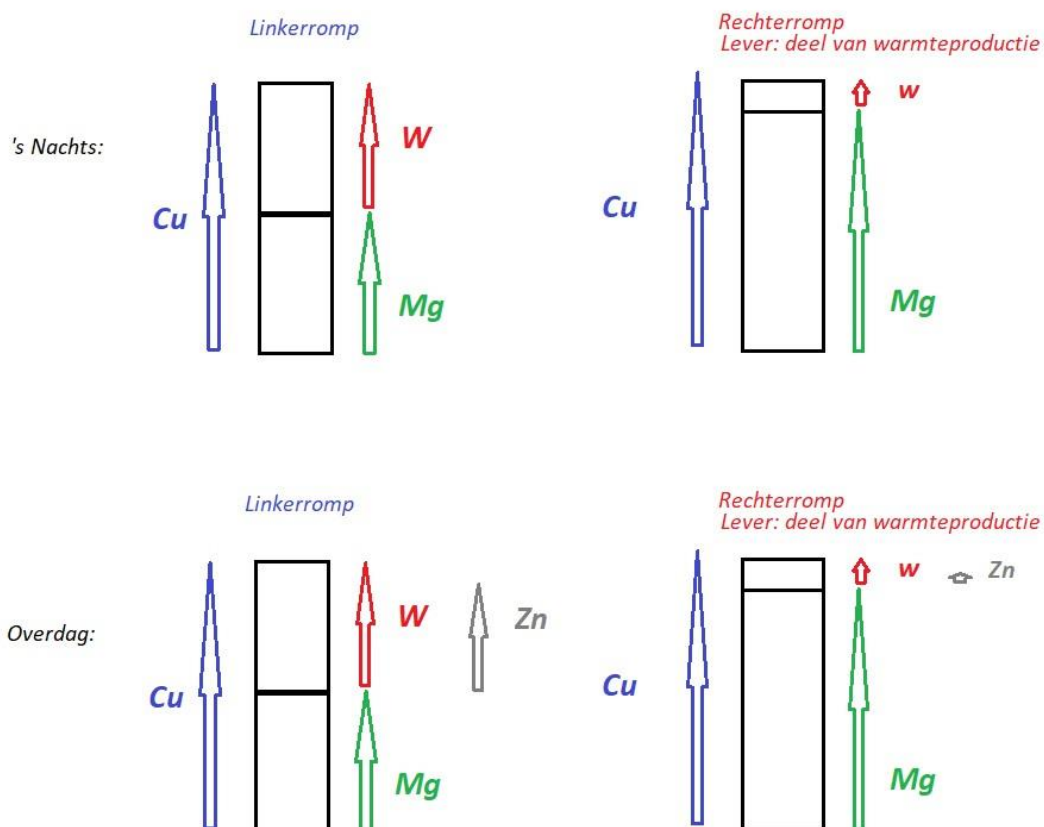 Linkerromp
Rechterromp
Lever: deel van warmteproductie
's Nachts:
Cu
W
Mg
Cu
w
Mg
Linkerromp
Rechterromp
Lever: deel van warmteproductie
Overdag:
Cu
W
Zn
Mg
Cu
w
Zn
Mg